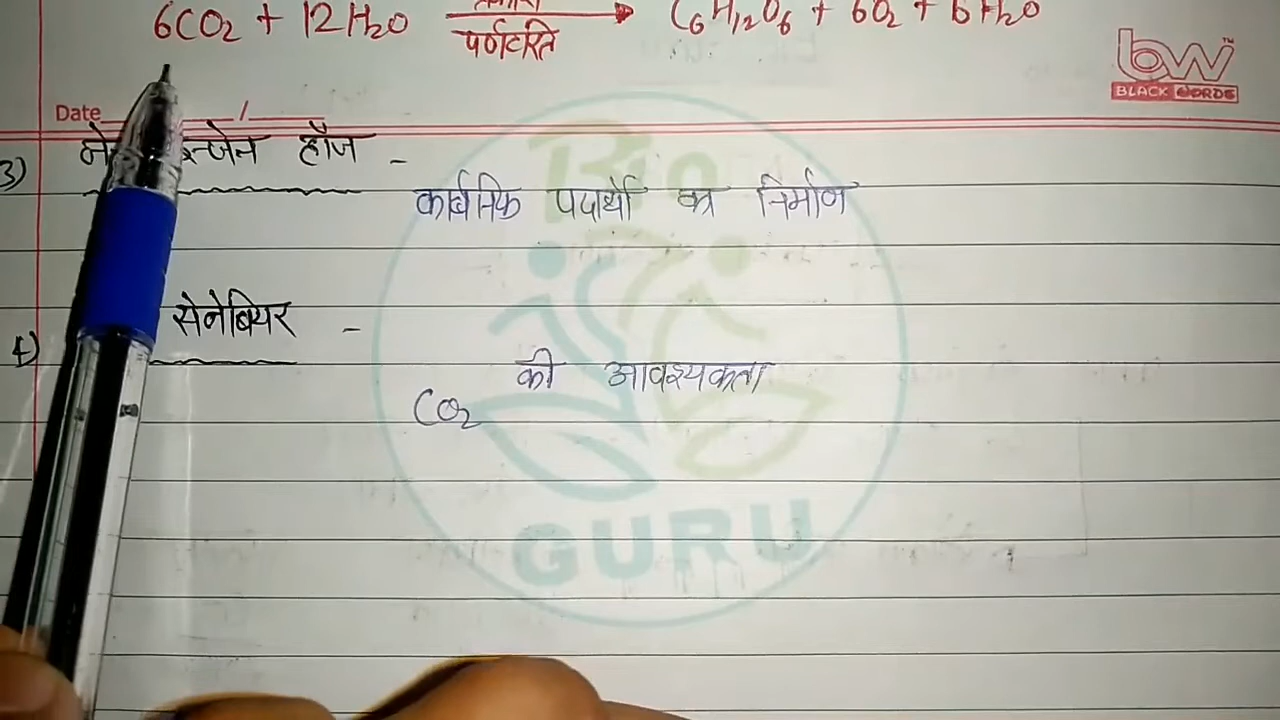 6CO2 + 12H2O पर्णहरित C6H12O6 + 6O2 + 6H2O
bw
BLACK WORDS
Date / 
3) हॉज -
कार्बनिक पदार्थो का निर्माण
4) सेनेबियर -
CO2 की आवश्यकता
Bio
GURU